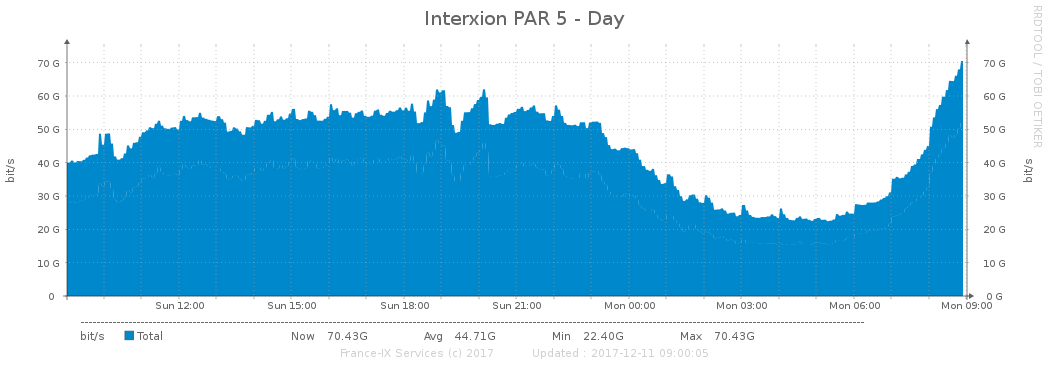 Interxion PAR 5 - Day
RRDTOOL / TOBI OETIKER
bit/s
70 G
60 G
50 G
40 G
30 G
20 G
10 G
0
70 G
60 G
50 G
40 G
30 G
20 G
10 G
0 G
bit/s
Sun 12:00 Sun 15:00 Sun 18:00 Sun 21:00 Mon 00:00 Mon 03:00 Mon 06:00 Mon 09:00
bit/s Total Now 70.43G Avg 44.71G Min 22.40G Max 70.43G
France-IX Services (c) 2017 Updated : 2017-12-11 09:00:05